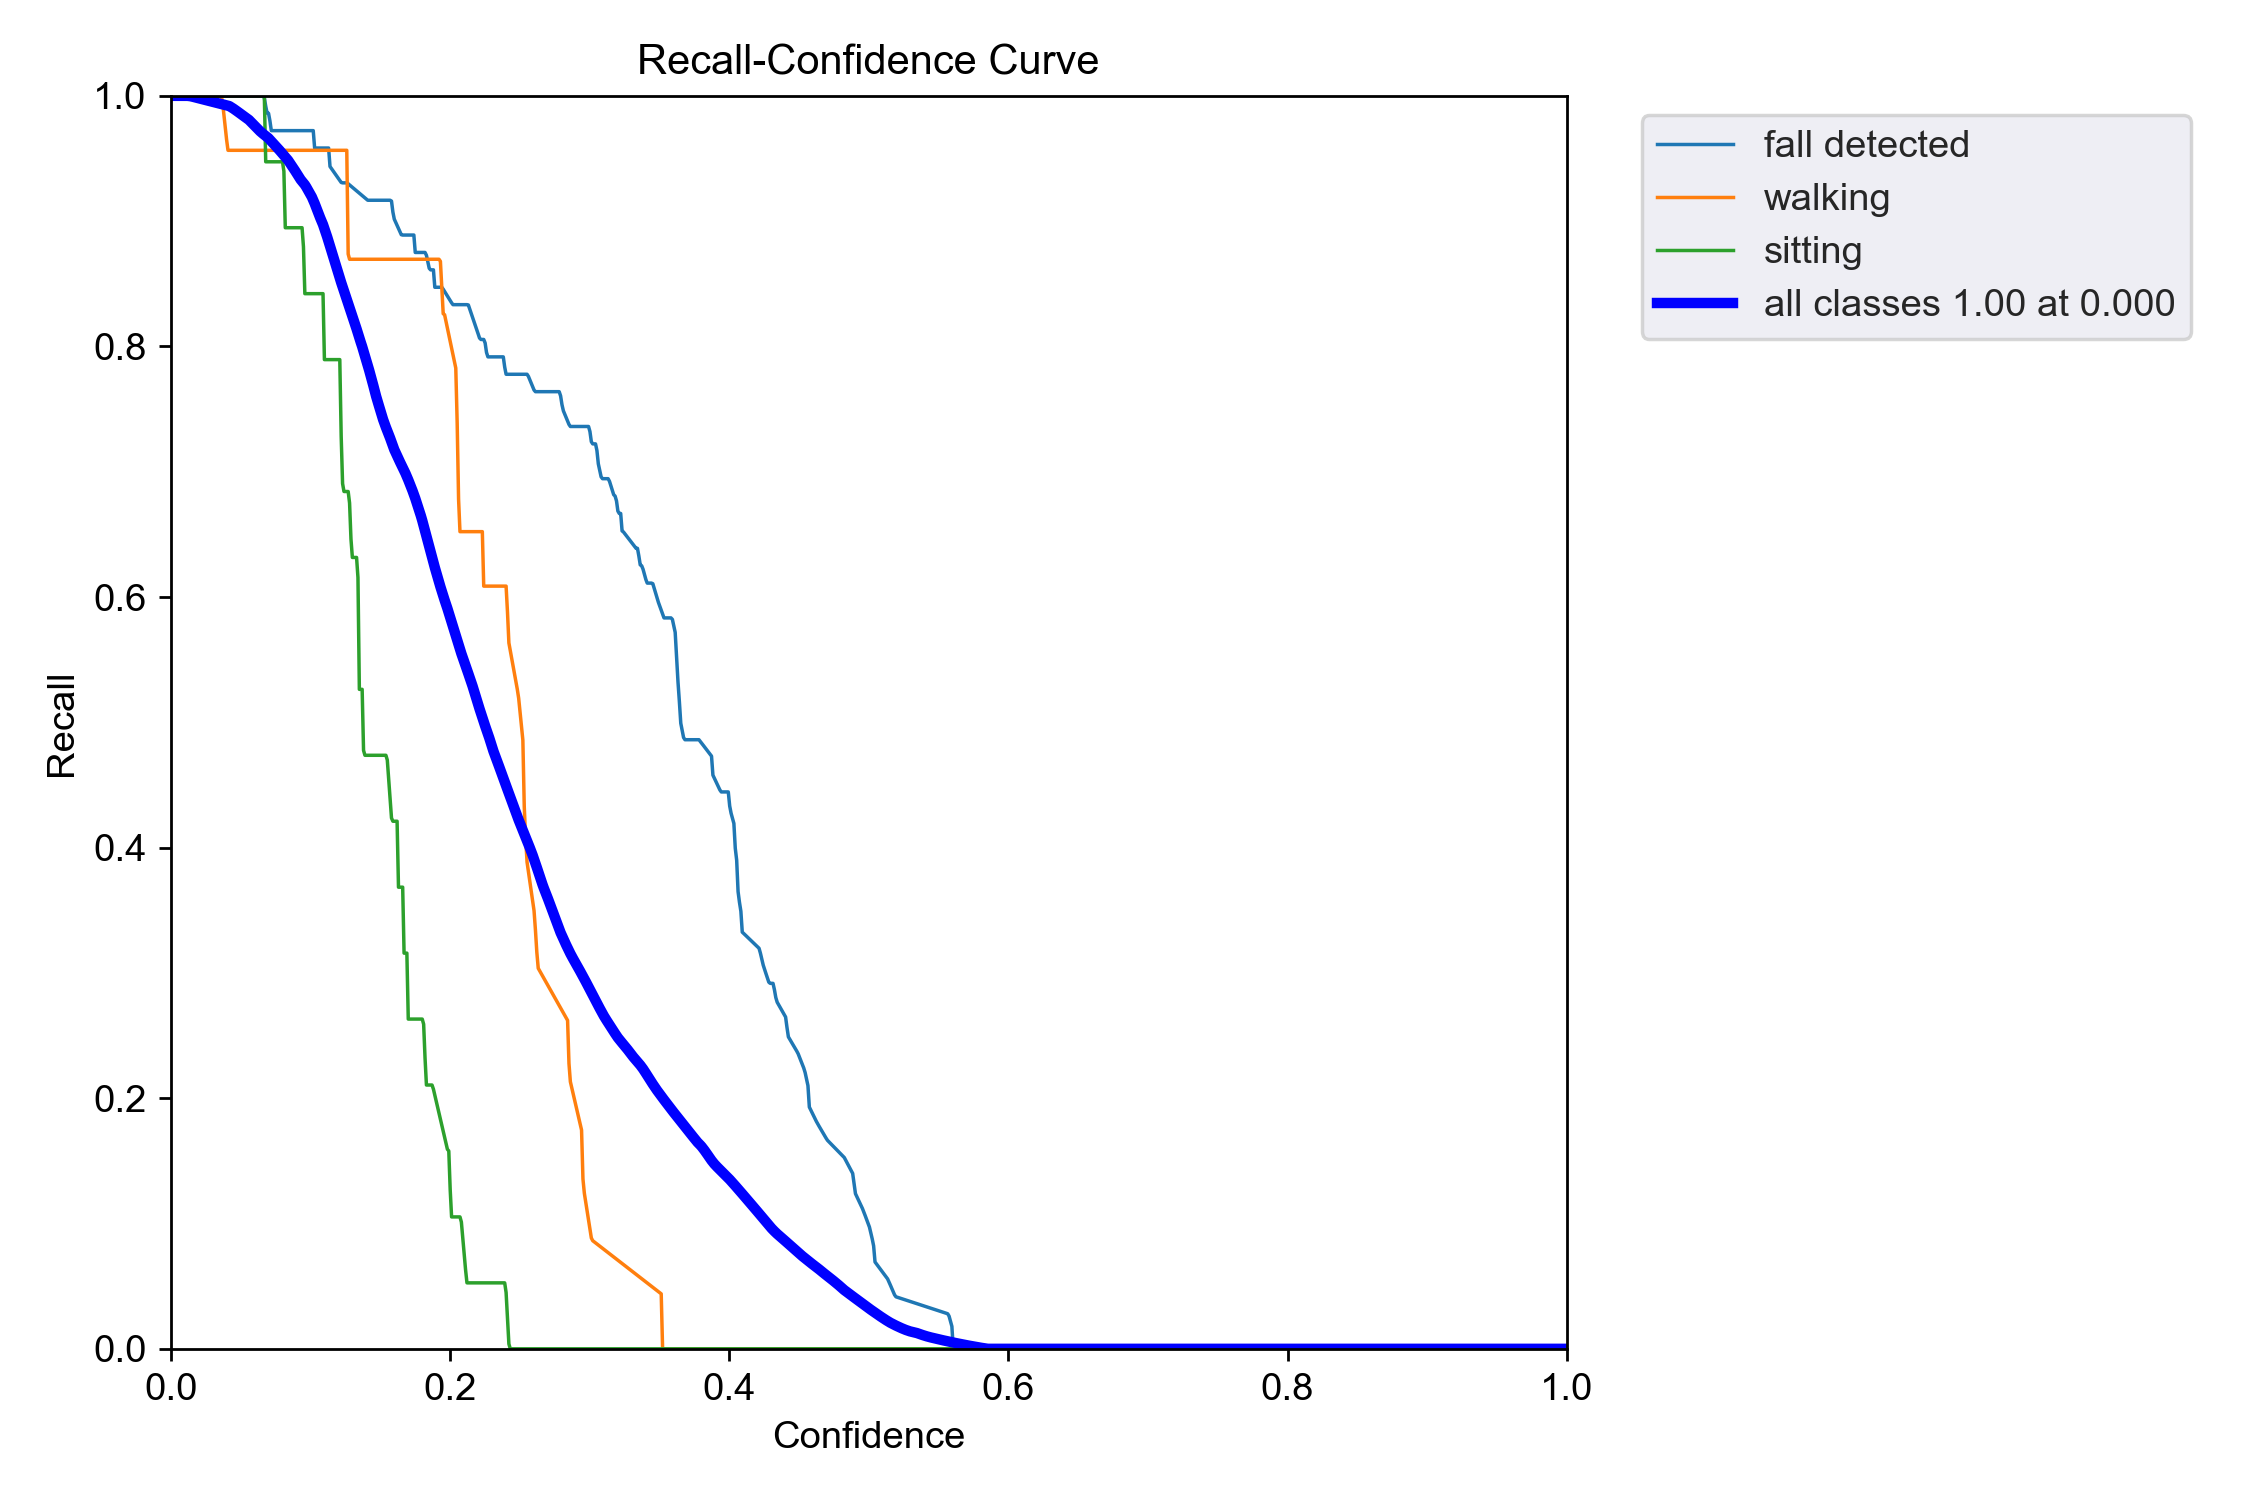 Recall-Confidence Curve
1.0
0.8
0.6
0.4
0.2
0.0
Recall
0.0 0.2 0.4 0.6 0.8 1.0
Confidence
fall detected
walking
sitting
all classes 1.00 at 0.000